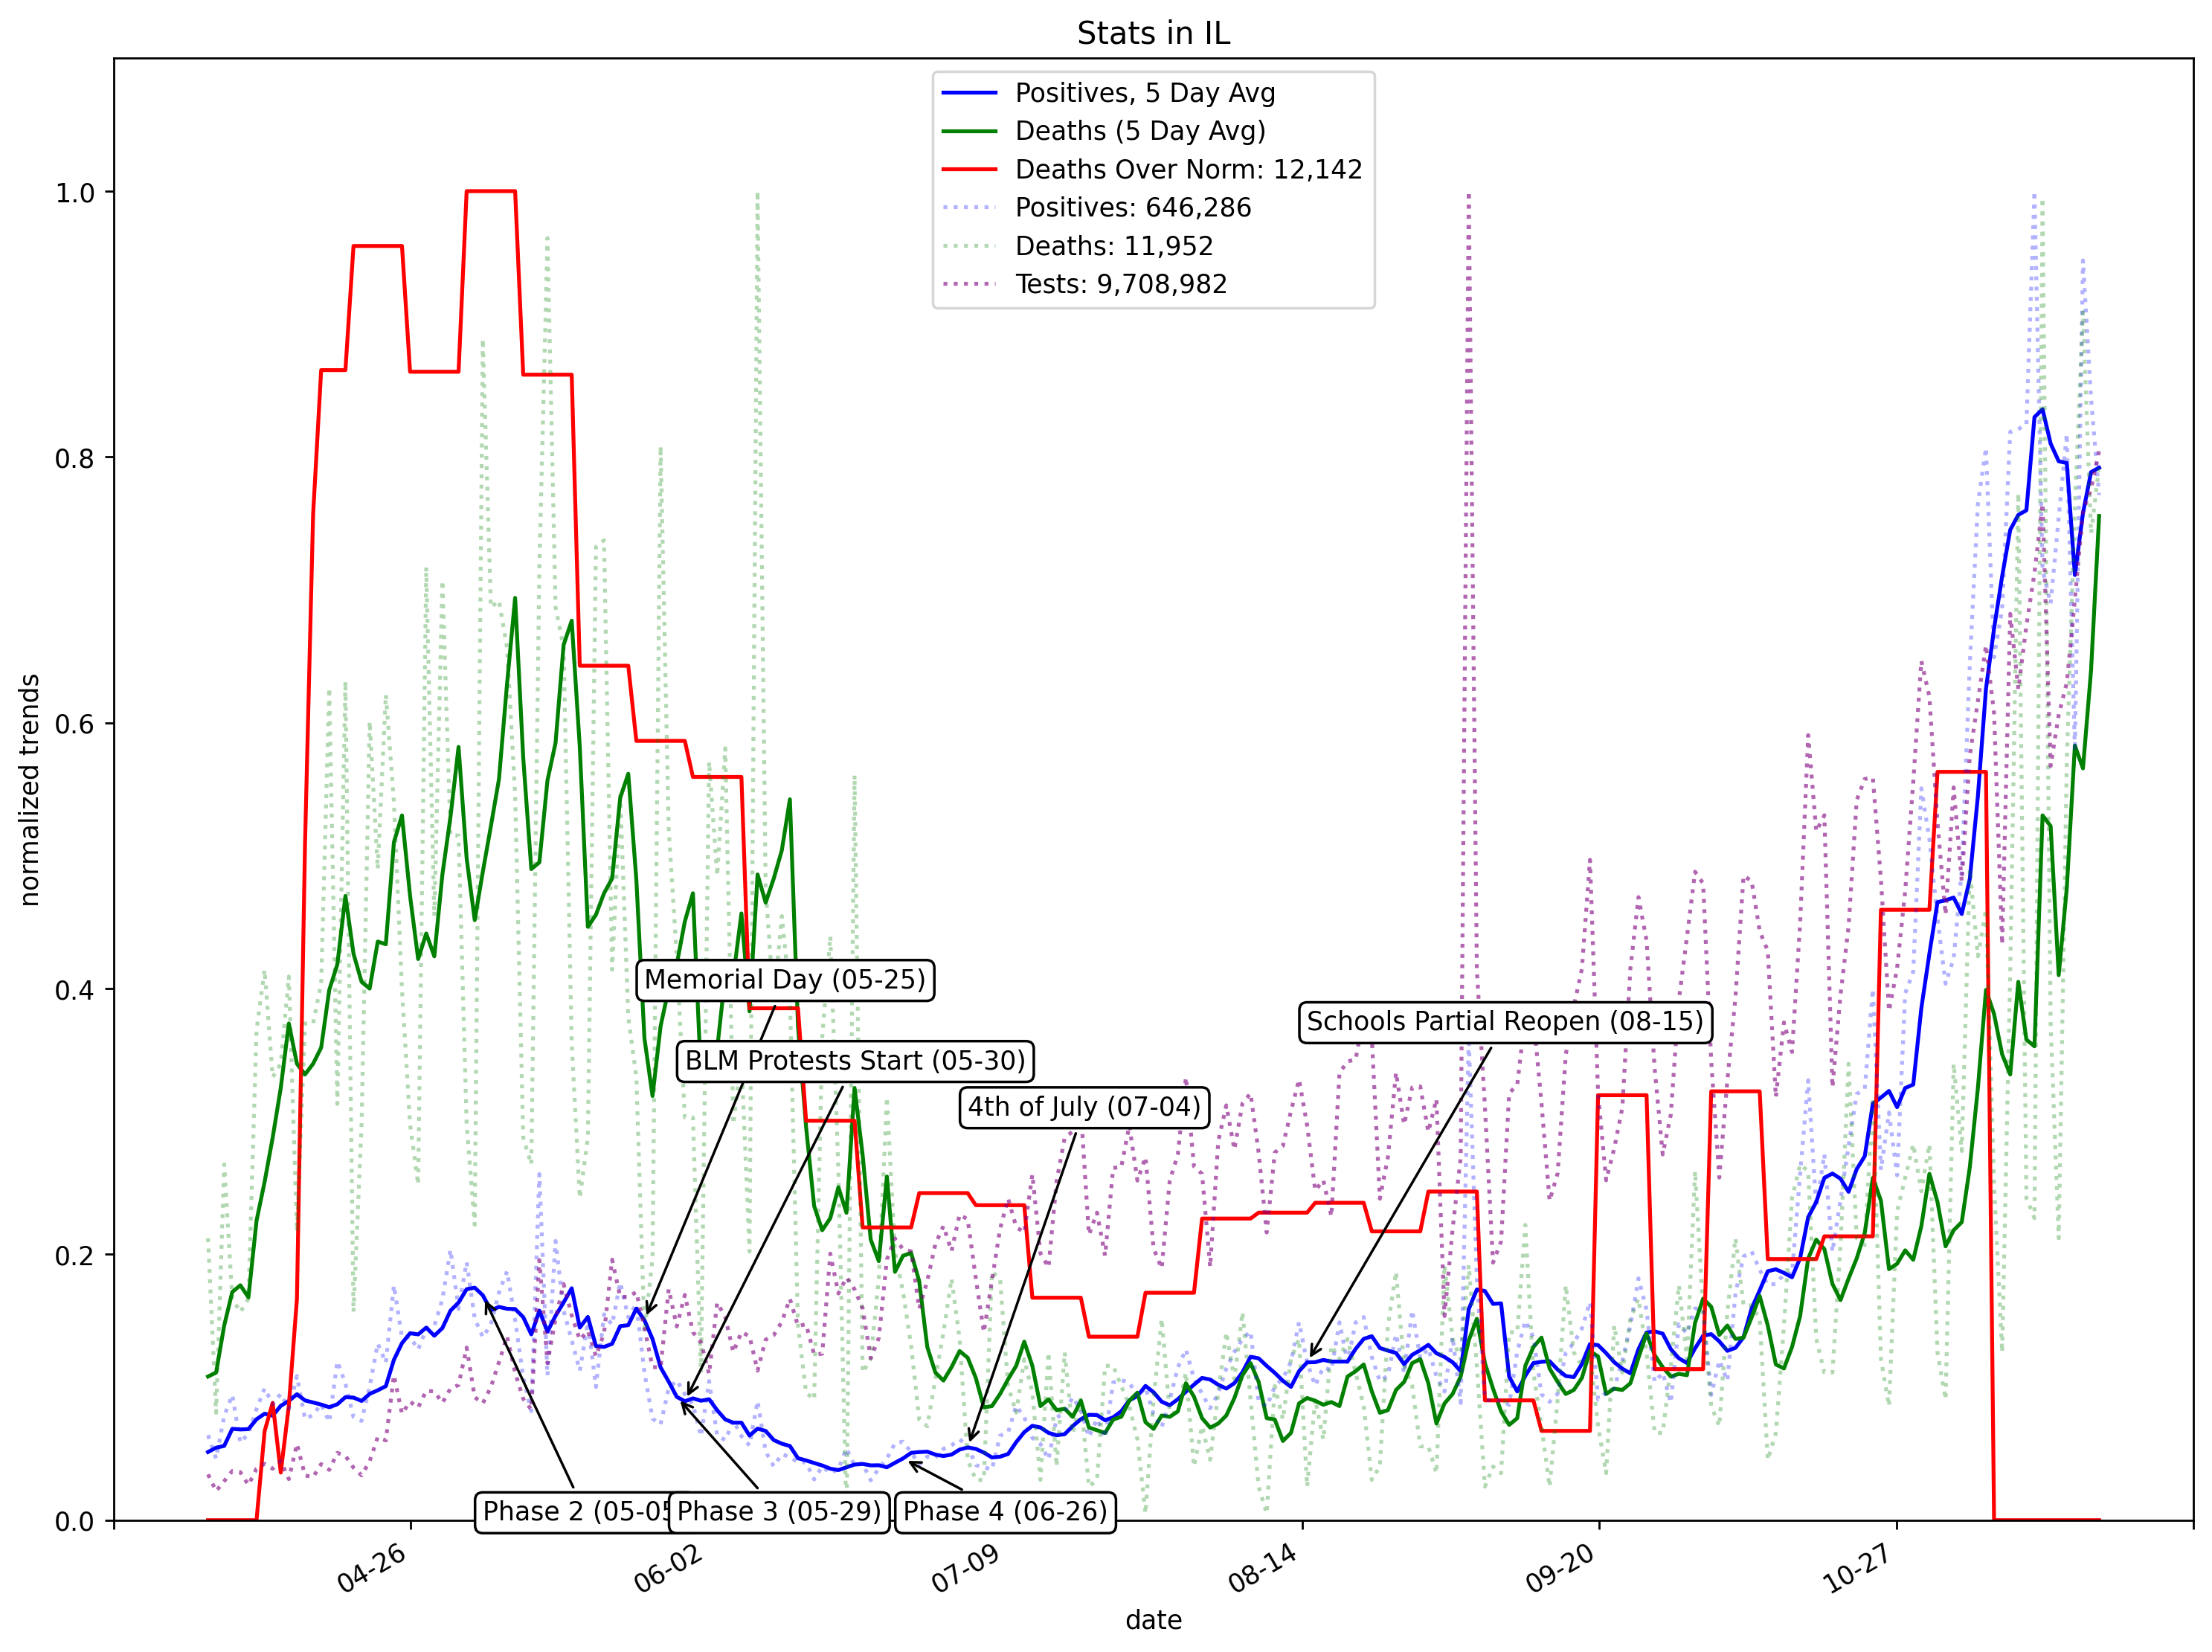 Stats in IL
Positives, 5 Day Avg
Deaths (5 Day Avg)
Deaths Over Norm: 12,142
Positives: 646,286
Deaths: 11,952
Tests: 9,708,982
1.0
0.8
0.6
0.4
0.2
0.0
normalized trends
Memorial Day (05-25)
BLM Protests Start (05-30)
4th of July (07-04)
Schools Partial Reopen (08-15)
Phase 2 (05-05
Phase 3 (05-29)
Phase 4 (06-26)
04-26
06-02
07-09
08-14
09-20
10-27
date